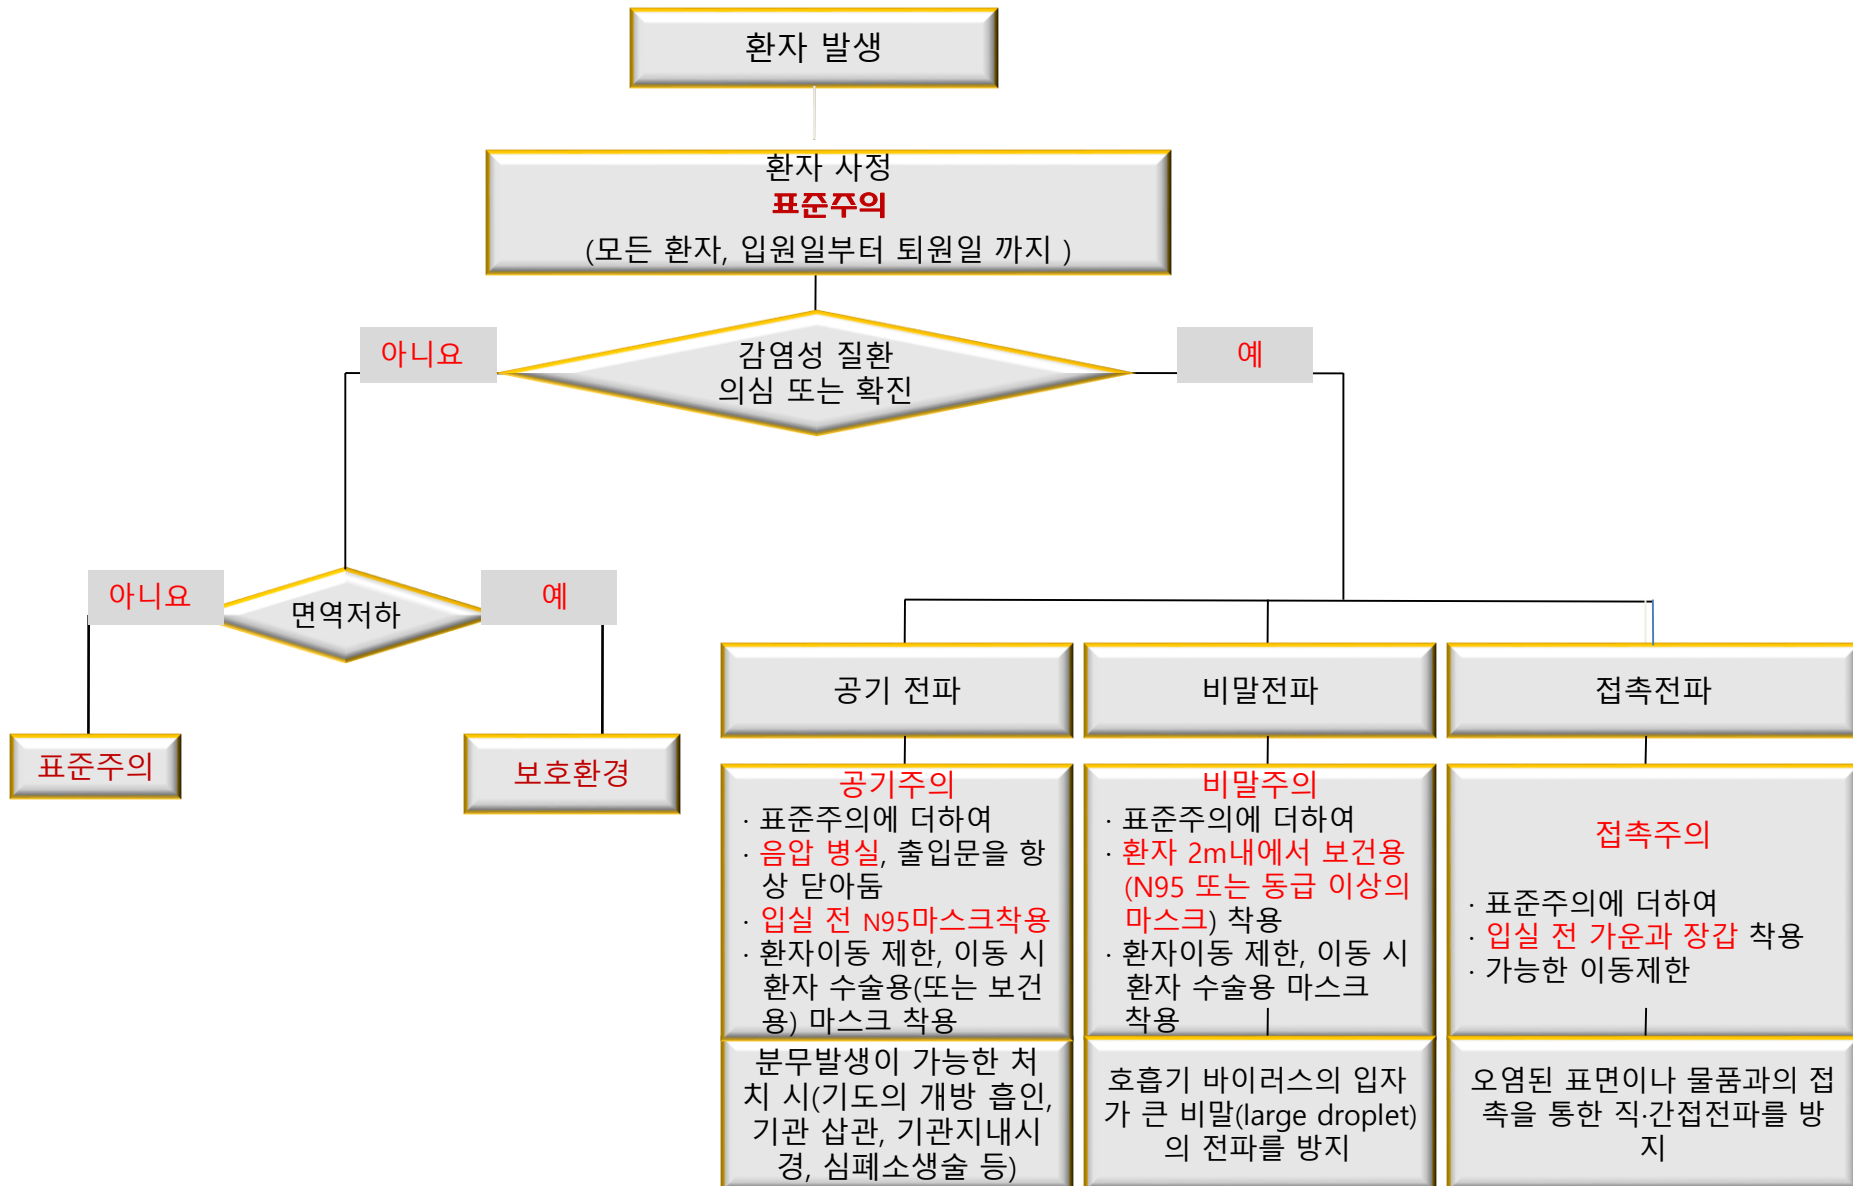 환자 발생
환자 사정
표준주의
(모든 환자, 입원일부터 퇴원일 까지 )
아니요
감염성 질환
의심 또는 확진
예
아니요
면역저하
예
표준주의
보호환경
공기 전파
공기주의
· 표준주의에 더하여
· 음압 병실, 출입문을 항
상 닫아둠
· 입실 전 N95마스크착용
· 환자이동 제한, 이동 시
환자 수술용(또는 보건
용) 마스크 착용
분무발생이 가능한 처
치 시(기도의 개방 흡인,
기관 삽관, 기관지내시
경, 심폐소생술 등)
비말전파
비말주의
· 표준주의에 더하여
· 환자 2m내에서 보건용
(N95 또는 동급 이상의
마스크) 착용
· 환자이동 제한, 이동 시
환자 수술용 마스크
착용
호흡기 바이러스의 입자
가 큰 비말(large droplet)
의 전파를 방지
접촉전파
접촉주의
· 표준주의에 더하여
· 입실 전 가운과 장갑 착용
· 가능한 이동제한
오염된 표면이나 물품과의 접
촉을 통한 직·간접전파를 방
지